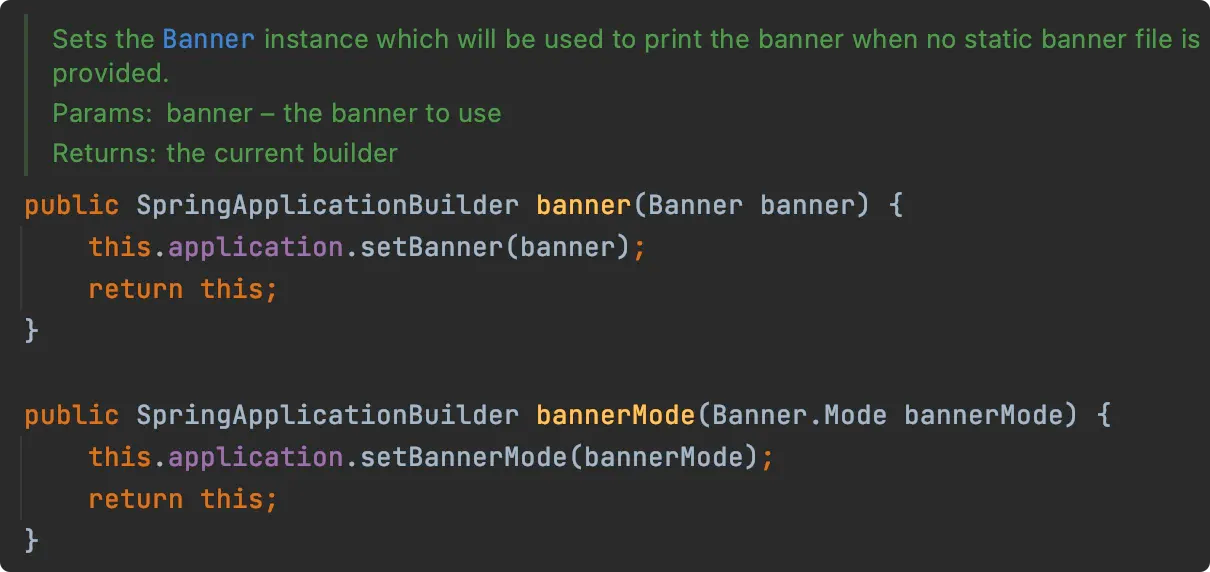 Sets the Banner instance which will be used to print the banner when no static banner file is
provided.
Params: banner – the banner to use
Returns: the current builder
public SpringApplicationBuilder banner(Banner banner) {
    this.application.setBanner(banner);
    return this;
}

public SpringApplicationBuilder bannerMode(Banner.Mode bannerMode) {
    this.application.setBannerMode(bannerMode);
    return this;
}